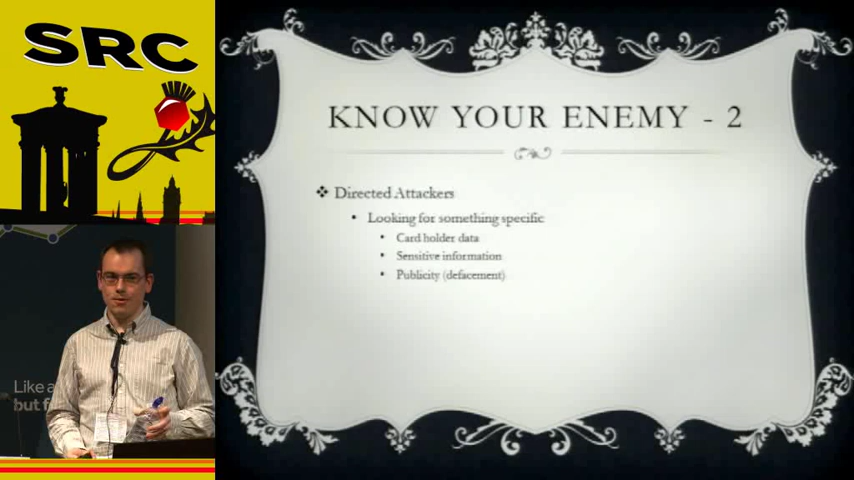 SRC
KNOW YOUR ENEMY - 2
Directed Attackers
Looking for something specific
Card holder data
Sensitive information
Publicity (defacement)
Like a
but f